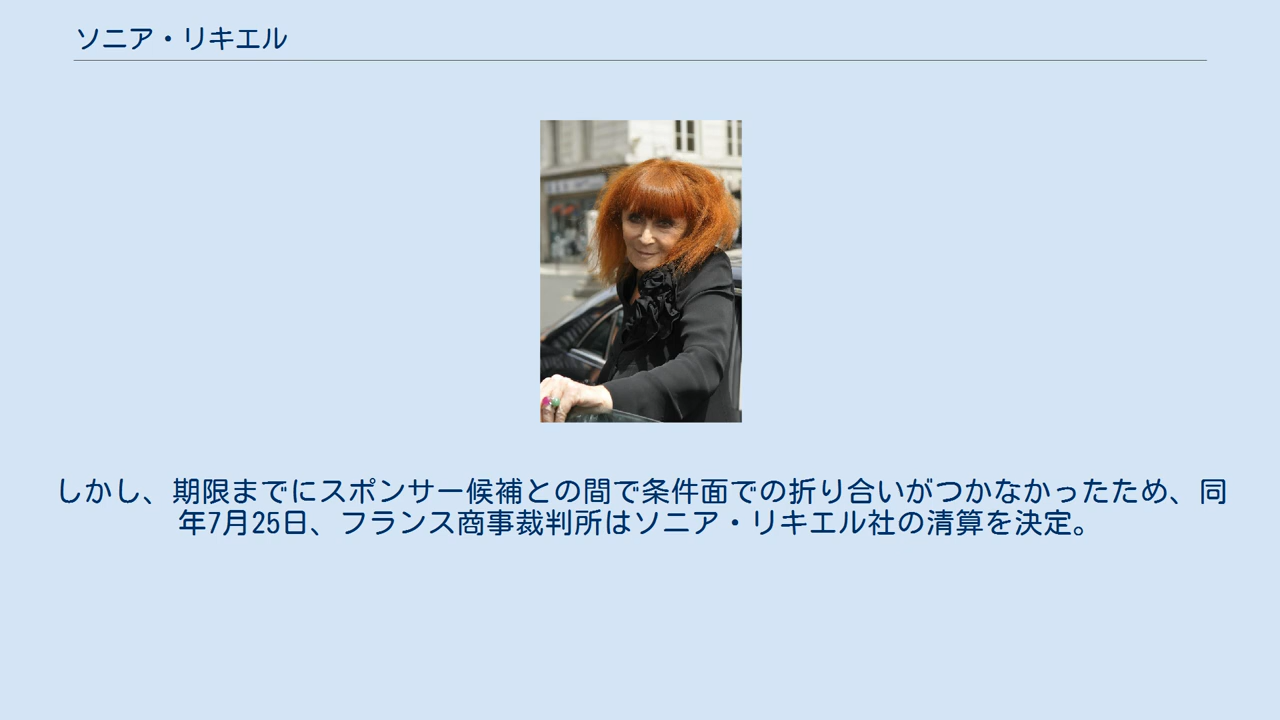 ソニア・リキエル
しかし、期限までにスポンサー候補との間で条件面での折り合いがつかなかったため、同
年7月25日、フランス商事裁判所はソニア・リキエル社の清算を決定。